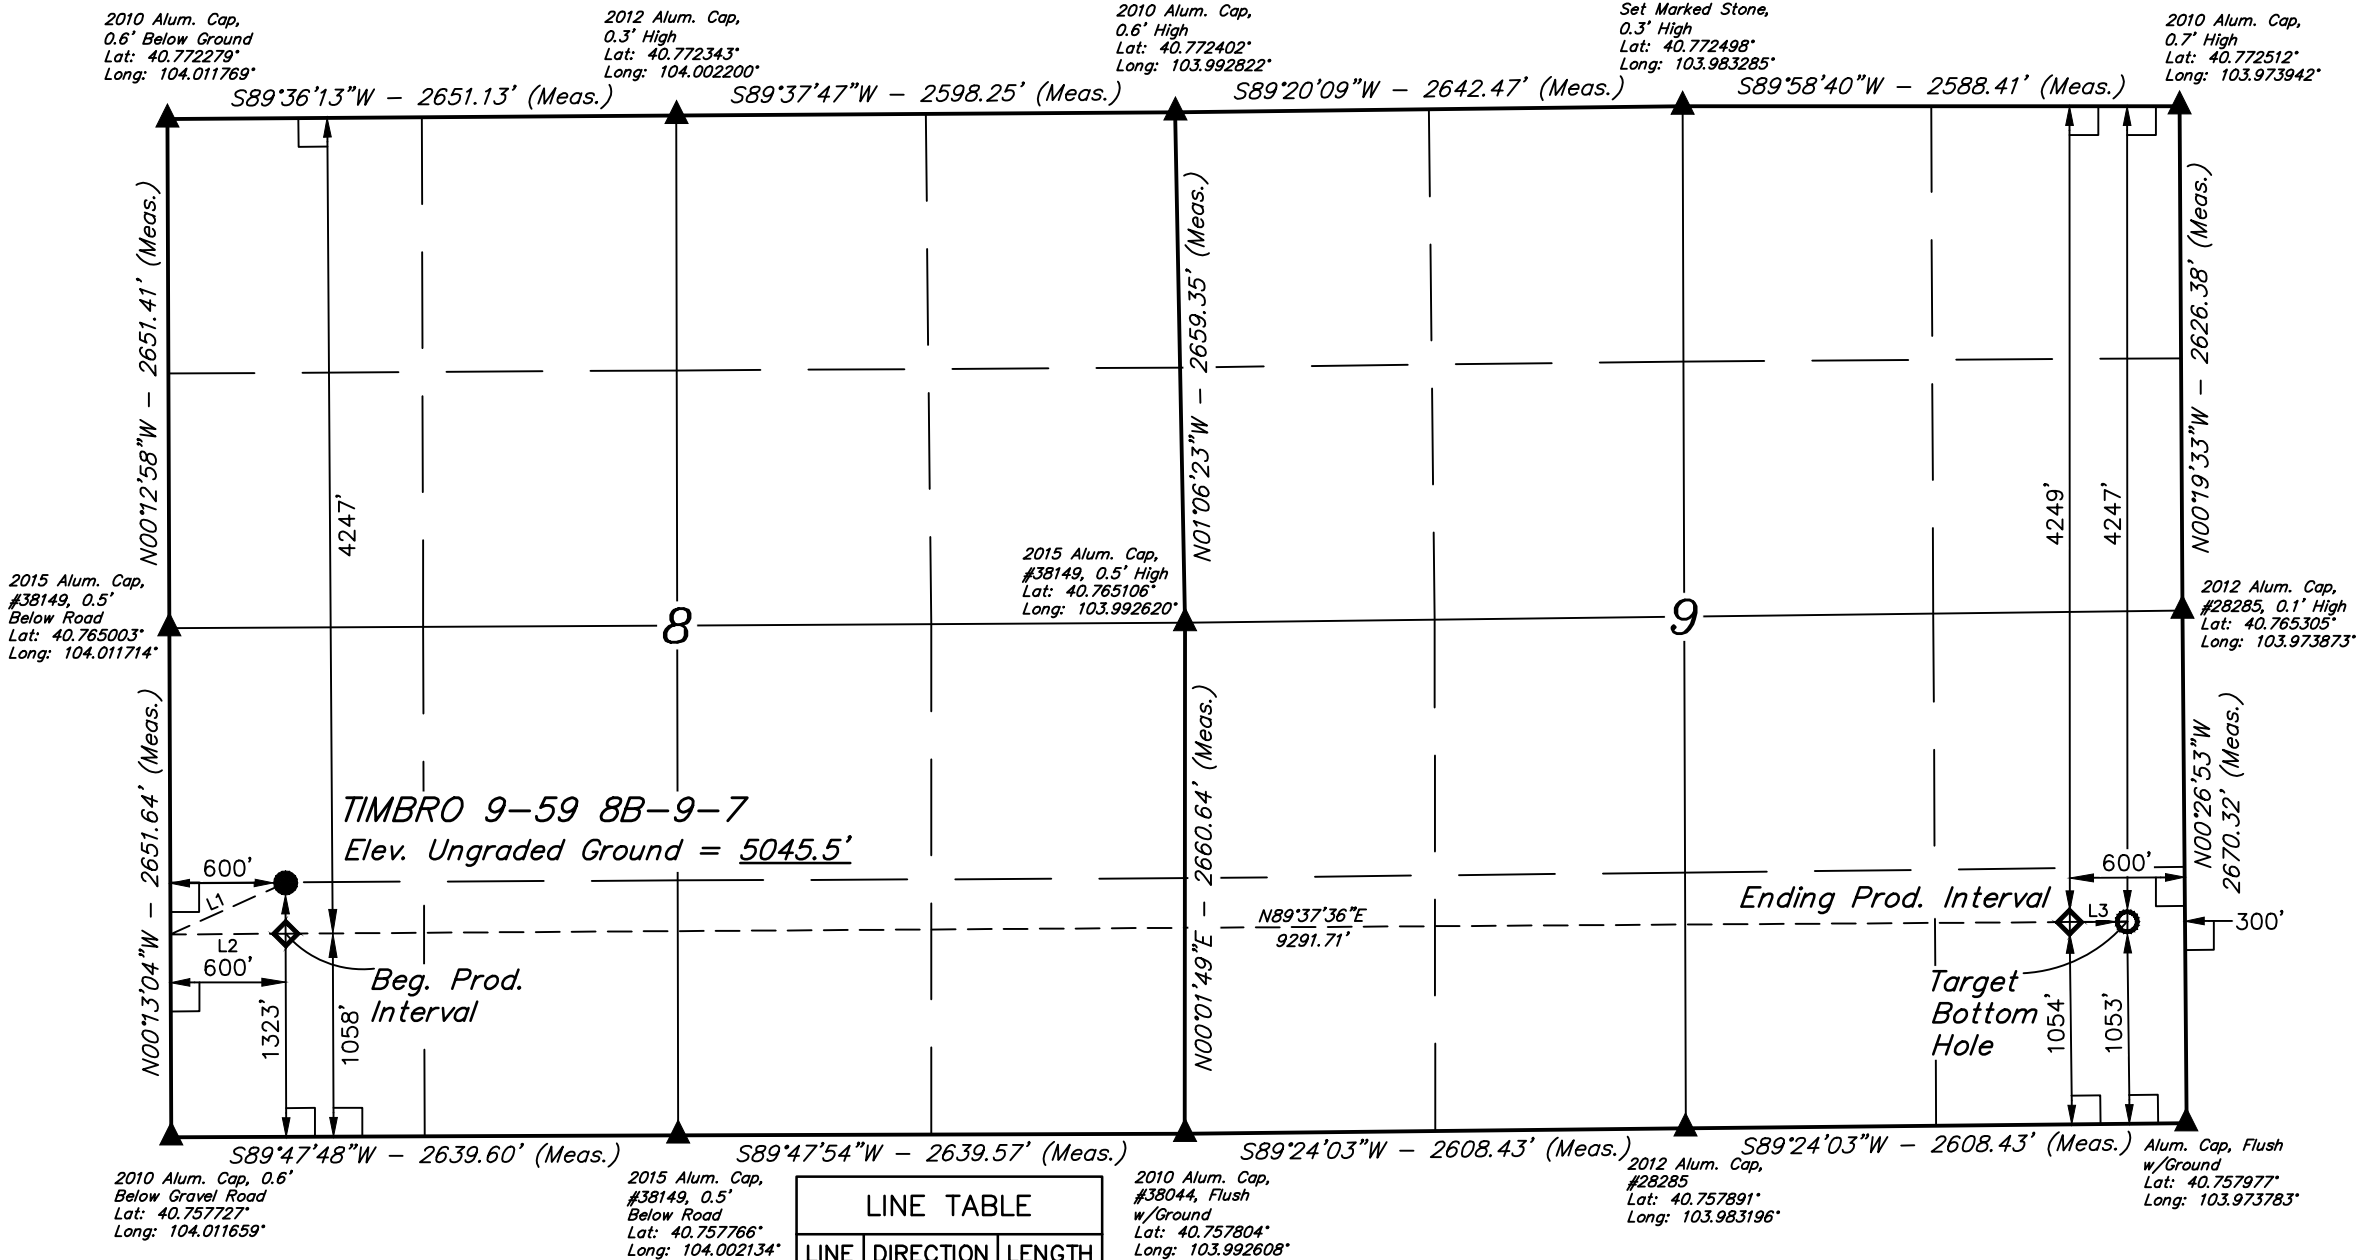 2010 Alum. Cap,
0.6' Below Ground
Lat: 40.772279°
Long: 104.011769°
2012 Alum. Cap,
0.3' High
Lat: 40.772343°
Long: 104.002200°
2010 Alum. Cap,
0.6' High
Lat: 40.772402°
Long: 103.992822°
Set Marked Stone,
0.3' High
Lat: 40.772498°
Long: 103.983285°
2010 Alum. Cap,
0.7' High
Lat: 40.772512°
Long: 103.973942°
S89°36'13"W – 2651.13' (Meas.)
S89°37'47"W – 2598.25' (Meas.)
S89°20'09"W – 2642.47' (Meas.)
S89°58'40"W – 2588.41' (Meas.)
N00°12'58"W – 2651.41' (Meas.)
4247'
N01°06'23"W – 2659.35' (Meas.)
4249'
4247'
N00°19'33"W – 2626.38' (Meas.)
2015 Alum. Cap,
#38149, 0.5'
Below Road
Lat: 40.765003°
Long: 104.011714°
8
2015 Alum. Cap,
#38149, 0.5' High
Lat: 40.765106°
Long: 103.992620°
9
2012 Alum. Cap,
#28285, 0.1' High
Lat: 40.765305°
Long: 103.973873°
N00°13'04"W – 2651.64' (Meas.)
TIMBRO 9–59 8B–9–7
Elev. Ungraded Ground = 5045.5'
600'
L1
L2
600'
Beg. Prod.
Interval
1323'
1058'
N00°01'49"E – 2660.64' (Meas.)
N89°37'36"E
9291.71'
Ending Prod. Interval
600'
L3
300'
Target
Bottom
Hole
1054'
1053'
N00°26'53"W
2670.32' (Meas.)
S89°47'48"W – 2639.60' (Meas.)
S89°47'54"W – 2639.57' (Meas.)
S89°24'03"W – 2608.43' (Meas.)
S89°24'03"W – 2608.43' (Meas.)
2010 Alum. Cap, 0.6'
Below Gravel Road
Lat: 40.757727°
Long: 104.011659°
2015 Alum. Cap,
#38149, 0.5'
Below Road
Lat: 40.757766°
Long: 104.002134°
LINE TABLE
LINE DIRECTION LENGTH
2010 Alum. Cap,
#38044, Flush
w/Ground
Lat: 40.757804°
Long: 103.992608°
2012 Alum. Cap,
#28285
Lat: 40.757891°
Long: 103.983196°
Alum. Cap, Flush
w/Ground
Lat: 40.757977°
Long: 103.973783°